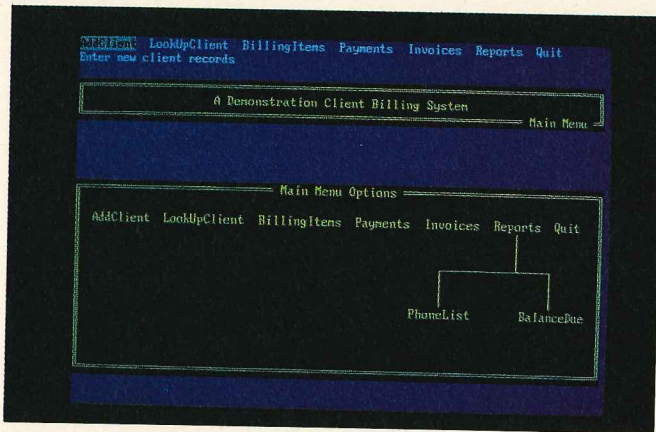 AddClient LookUpClient BillingItems Payments Invoices Reports Quit
Enter new client records
A Demonstration Client Billing System
Main Menu
Main Menu Options
AddClient LookUpClient BillingItems Payments Invoices Reports Quit
PhoneList BalanceDue